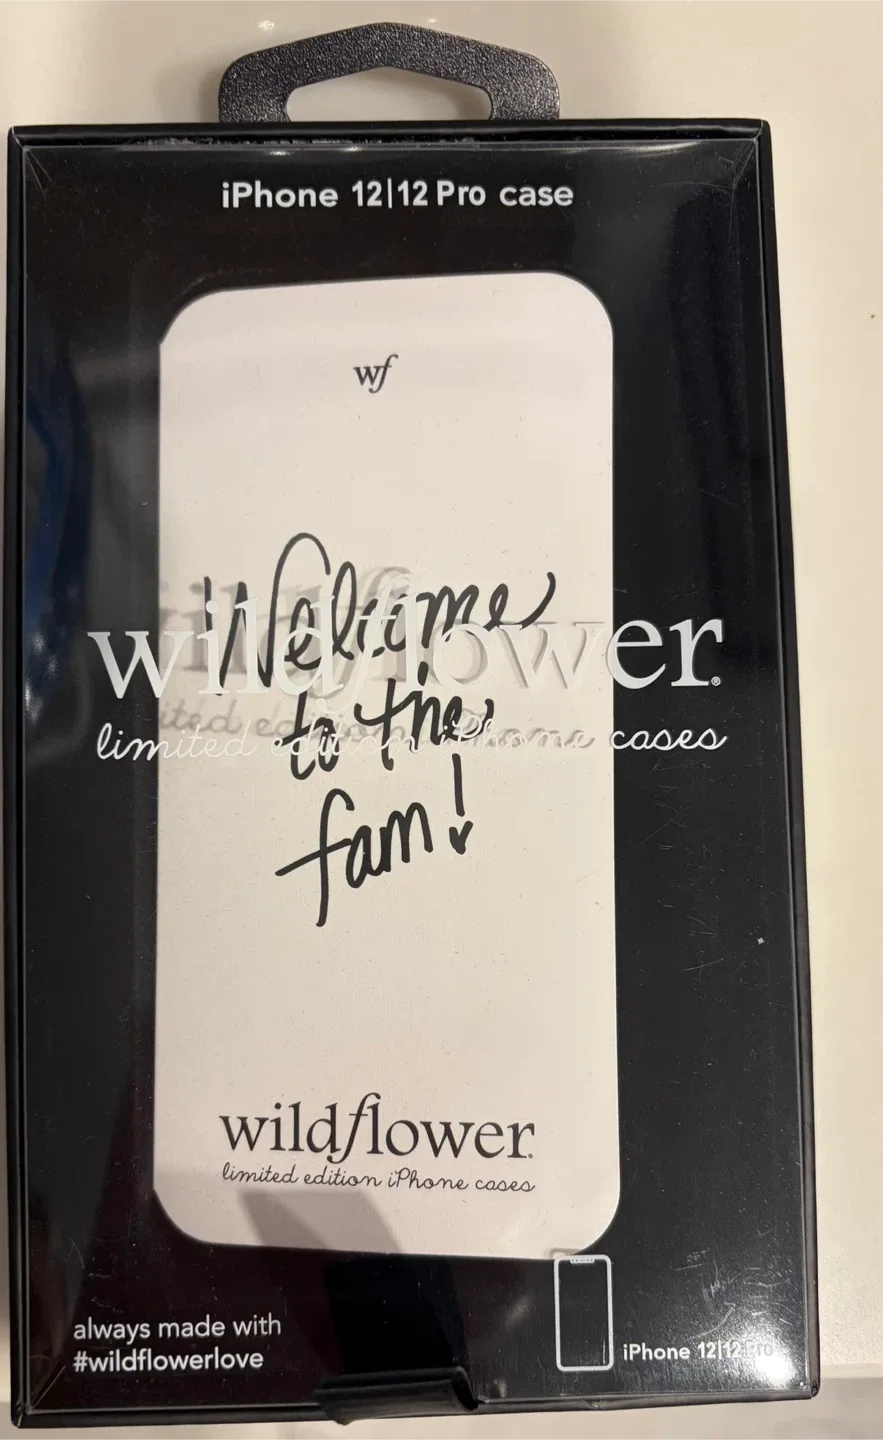 iPhone 12|12 Pro case
wf
Welcome
wildflower®
to the
limited edition iPhone cases
fam!
wildflower
limited edition iPhone cases
always made with
#wildflowerlove
iPhone 12|12 Pro